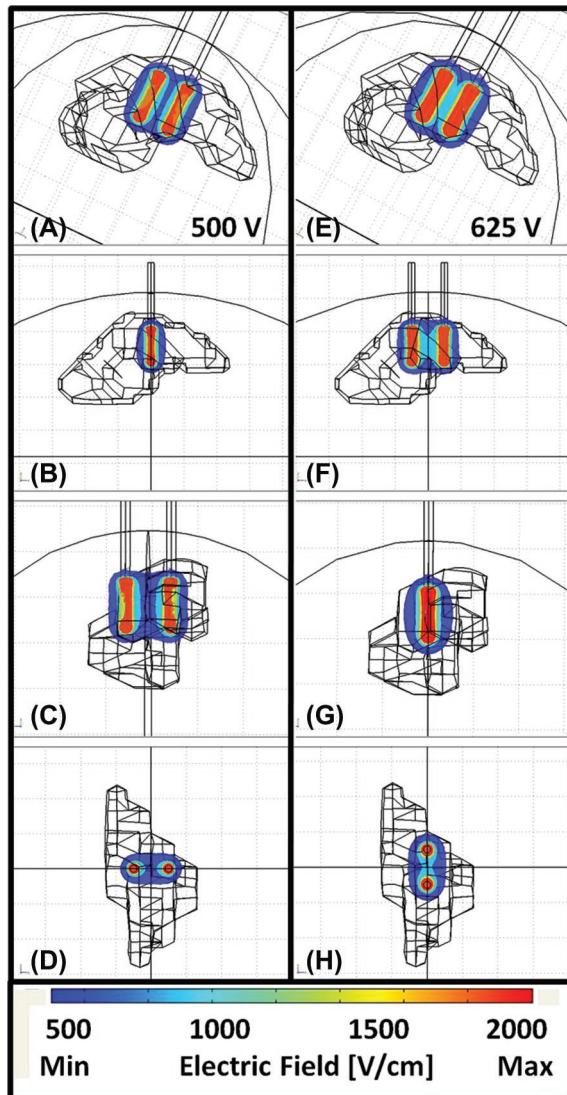 (A) 500 V
(E) 625 V
(B)
(F)
(C)
(G)
(D)
(H)
500 1000 1500 2000
Min Electric Field [V/cm] Max